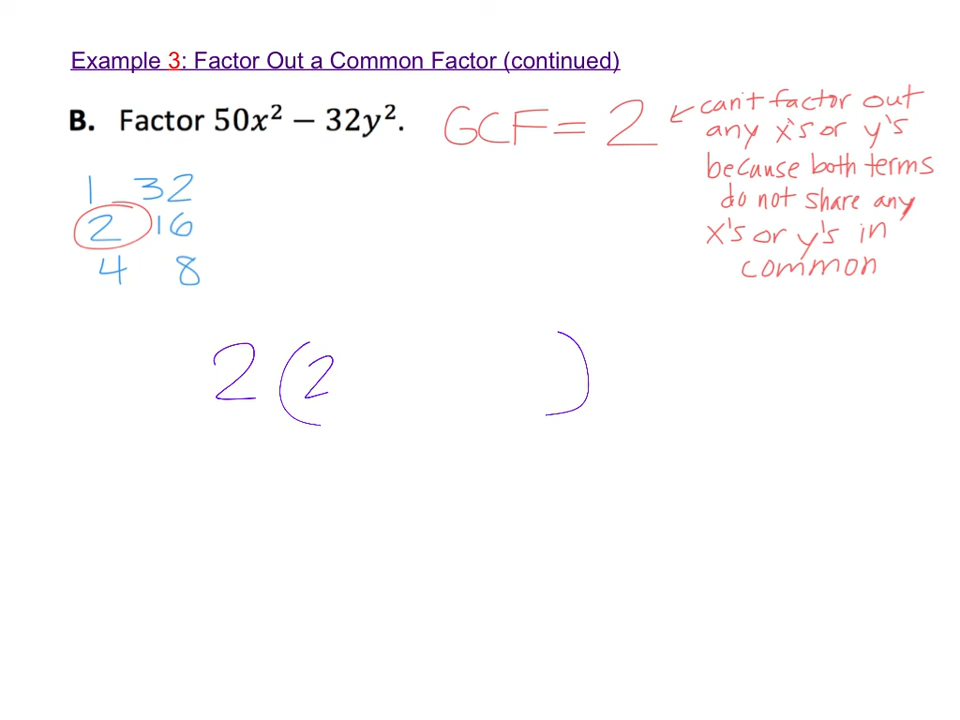 Example 3: Factor Out a Common Factor (continued)
B. Factor 50x² − 32y². GCF = 2
can't factor out
any x's or y's
because both terms
do not share any
x's or y's in
common
1 32
2 16
4 8
2 ( 2 )